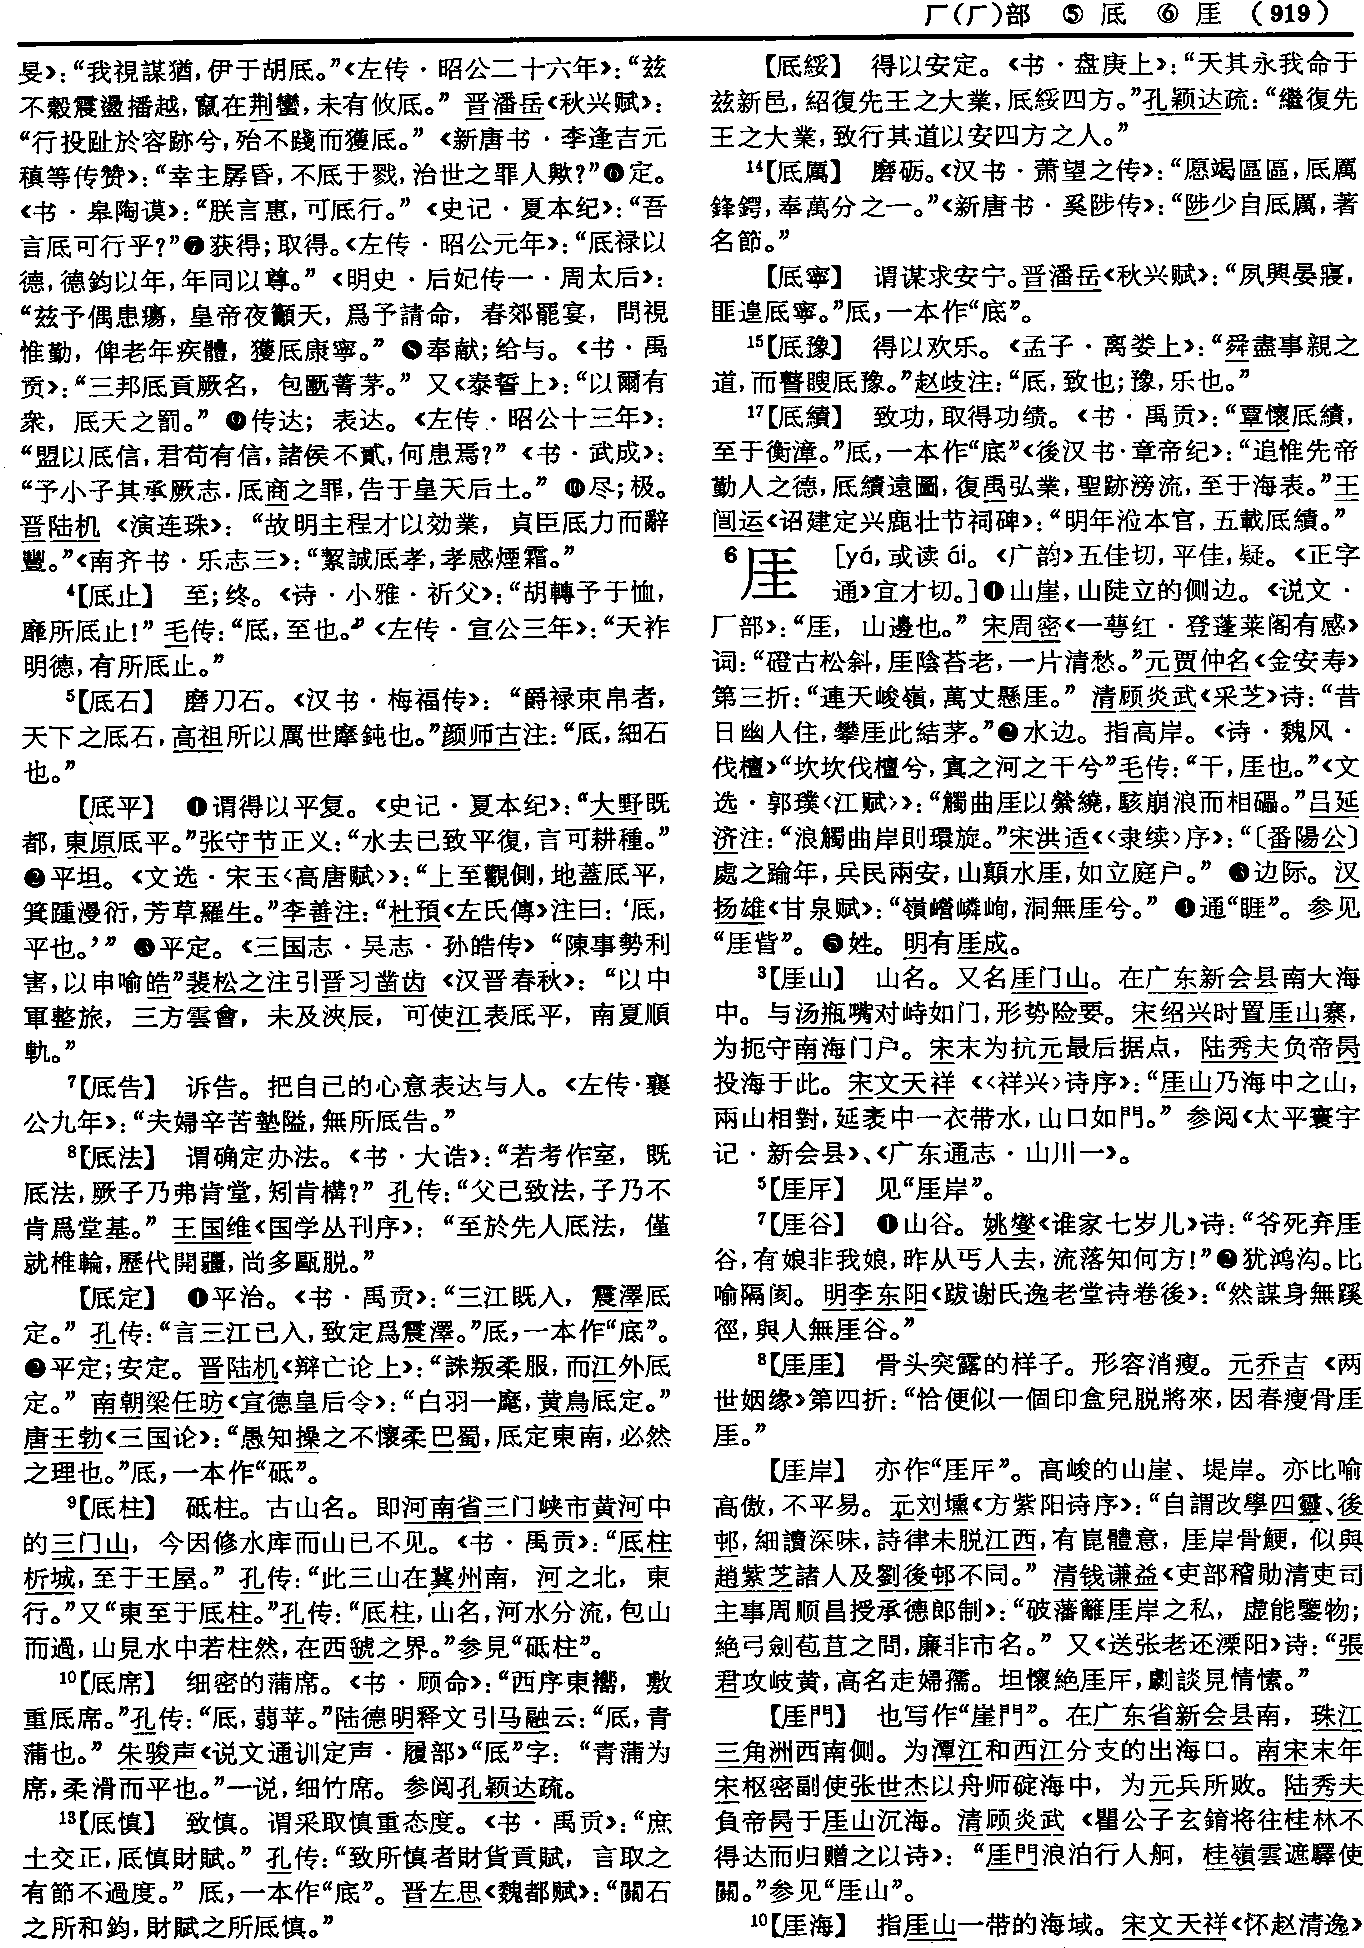 厂(厂)部 ⑤ 厎 ⑥ 厓 (919)
旻》：“我視謀猶，伊于胡厎。”《左传·昭公二十六年》：“兹
不穀震盪播越，竄在荆蠻，未有攸厎。” 晋潘岳《秋兴赋》：
“行投趾於容跡兮，殆不踐而獲厎。” 《新唐书·李逢吉元
稹等传赞》：“幸主孱昏，不厎于戮，治世之罪人歟？”❻定。
《书·皋陶谟》：“朕言惠，可厎行。” 《史记·夏本纪》：“吾
言厎可行乎？”❼获得；取得。《左传·昭公元年》：“厎禄以
德，德鈞以年，年同以尊。” 《明史·后妃传一·周太后》：
“兹予偶患瘍，皇帝夜籲天，爲予請命，春郊罷宴，問視
惟勤，俾老年疾體，獲厎康寧。” ❽奉献；给与。《书·禹
贡》：“三邦厎貢厥名，包匭菁茅。” 又《泰誓上》：“以爾有
衆，厎天之罰。” ❾传达；表达。《左传·昭公十三年》：
“盟以厎信，君苟有信，諸侯不貳，何患焉？” 《书·武成》：
“予小子其承厥志，厎商之罪，告于皇天后土。” ❿尽；极。
晋陆机《演连珠》：“故明主程才以効業，貞臣厎力而辭
豐。”《南齐书·乐志三》：“絜誠厎孝，孝感煙霜。”
⁴【厎止】 至；终。《诗·小雅·祈父》：“胡轉予于恤，
靡所厎止！” 毛传：“厎，至也。” 《左传·宣公三年》：“天祚
明德，有所厎止。”
⁵【厎石】 磨刀石。《汉书·梅福传》：“爵禄束帛者，
天下之厎石，高祖所以厲世摩鈍也。”颜师古注：“厎，細石
也。”
【厎平】 ❶谓得以平复。《史记·夏本纪》：“大野既
都，東原厎平。”张守节正义：“水去已致平復，言可耕種。”
❷平坦。《文选·宋玉〈高唐赋〉》：“上至觀側，地蓋厎平，
箕踵漫衍，芳草羅生。”李善注：“杜預《左氏傳》注曰：‘厎，
平也。’” ❸平定。《三国志·吴志·孙皓传》“陳事勢利
害，以申喻皓”裴松之注引晋习凿齿《汉晋春秋》：“以中
軍整旅，三方雲會，未及浹辰，可使江表厎平，南夏順
軌。”
⁷【厎告】 诉告。把自己的心意表达与人。《左传·襄
公九年》：“夫婦辛苦墊隘，無所厎告。”
⁸【厎法】 谓确定办法。《书·大诰》：“若考作室，既
厎法，厥子乃弗肯堂，矧肯構？” 孔传：“父已致法，子乃不
肯爲堂基。” 王国维《国学丛刊序》：“至於先人厎法，僅
就椎輪，歷代開疆，尚多甌脱。”
【厎定】 ❶平治。《书·禹贡》：“三江既入，震澤厎
定。” 孔传：“言三江已入，致定爲震澤。”厎，一本作“底”。
❷平定；安定。晋陆机《辩亡论上》：“誅叛柔服，而江外厎
定。” 南朝梁任昉《宣德皇后令》：“白羽一麾，黄鳥厎定。”
唐王勃《三国论》：“愚知操之不懷柔巴蜀，厎定東南，必然
之理也。”厎，一本作“砥”。
⁹【厎柱】 砥柱。古山名。即河南省三门峡市黄河中
的三门山，今因修水库而山已不见。《书·禹贡》：“厎柱
析城，至于王屋。” 孔传：“此三山在冀州南，河之北，東
行。”又“東至于厎柱。”孔传：“厎柱，山名，河水分流，包山
而過，山見水中若柱然，在西虢之界。”参見“砥柱”。
¹⁰【厎席】 细密的蒲席。《书·顾命》：“西序東嚮，敷
重厎席。”孔传：“厎，蒻苹。”陆德明释文引马融云：“厎，青
蒲也。” 朱骏声《说文通训定声·履部》“厎”字：“青蒲为
席，柔滑而平也。”一说，细竹席。参阅孔颖达疏。
¹³【厎慎】 致慎。谓采取慎重态度。《书·禹贡》：“庶
土交正，厎慎財賦。” 孔传：“致所慎者財貨貢賦，言取之
有節不過度。” 厎，一本作“底”。晋左思《魏都赋》：“關石
之所和鈞，財賦之所厎慎。”
【厎綏】 得以安定。《书·盘庚上》：“天其永我命于
兹新邑，紹復先王之大業，厎綏四方。”孔颖达疏：“繼復先
王之大業，致行其道以安四方之人。”
¹⁴【厎厲】 磨砺。《汉书·萧望之传》：“愿竭區區，厎厲
鋒鍔，奉萬分之一。”《新唐书·奚陟传》：“陟少自厎厲，著
名節。”
【厎寧】 谓谋求安宁。晋潘岳《秋兴赋》：“夙興晏寢，
匪遑厎寧。”厎，一本作“底”。
¹⁵【厎豫】 得以欢乐。《孟子·离娄上》：“舜盡事親之
道，而瞽瞍厎豫。”赵歧注：“厎，致也；豫，乐也。”
¹⁷【厎績】 致功，取得功绩。《书·禹贡》：“覃懷厎績，
至于衡漳。”厎，一本作“底”《後汉书·章帝纪》：“追惟先帝
勤人之德，厎績遠圖，復禹弘業，聖跡滂流，至于海表。”王
闿运《诏建定兴鹿壮节祠碑》：“明年涖本官，五載厎績。”
6 厓 [yá，或读 ái。《广韵》五佳切，平佳，疑。《正字
通》宜才切。]❶山崖，山陡立的侧边。《说文·
厂部》：“厓，山邊也。” 宋周密《一萼红·登蓬莱阁有感》
词：“磴古松斜，厓陰苔老，一片清愁。”元贾仲名《金安寿》
第三折：“連天峻嶺，萬丈懸厓。” 清顾炎武《采芝》诗：“昔
日幽人住，攀厓此結茅。”❷水边。指高岸。《诗·魏风·
伐檀》“坎坎伐檀兮，寘之河之干兮”毛传：“干，厓也。”《文
选·郭璞〈江赋〉》：“觸曲厓以縈繞，駭崩浪而相礧。”吕延
济注：“浪觸曲岸則環旋。”宋洪适《〈隶续〉序》：“〔番陽公〕
處之踰年，兵民兩安，山顛水厓，如立庭户。” ❸边际。汉
扬雄《甘泉赋》：“嶺嶒嶙峋，洞無厓兮。” ❹通“睚”。参见
“厓眥”。❺姓。明有厓成。
³【厓山】 山名。又名厓门山。在广东新会县南大海
中。与汤瓶嘴对峙如门，形势险要。宋绍兴时置厓山寨，
为扼守南海门户。宋末为抗元最后据点，陆秀夫负帝昺
投海于此。宋文天祥《〈祥兴〉诗序》：“厓山乃海中之山，
兩山相對，延袤中一衣带水，山口如門。” 参阅《太平寰宇
记·新会县》、《广东通志·山川一》。
⁵【厓厈】 见“厓岸”。
⁷【厓谷】 ❶山谷。姚燮《谁家七岁儿》诗：“爷死弃厓
谷，有娘非我娘，昨从丐人去，流落知何方！”❷犹鸿沟。比
喻隔阂。明李东阳《跋谢氏逸老堂诗卷後》：“然謀身無蹊
徑，與人無厓谷。”
⁸【厓厓】 骨头突露的样子。形容消瘦。元乔吉《两
世姻缘》第四折：“恰便似一個印盒兒脱將來，因春瘦骨厓
厓。”
【厓岸】 亦作“厓厈”。高峻的山崖、堤岸。亦比喻
高傲，不平易。元刘壎《方紫阳诗序》：“自謂改學四靈、後
邨，細讀深味，詩律未脱江西，有崑體意，厓岸骨鯁，似與
趙紫芝諸人及劉後邨不同。” 清钱谦益《吏部稽勋清吏司
主事周顺昌授承德郎制》：“破藩籬厓岸之私，虚能鑒物；
絶弓劍苞苴之問，廉非市名。” 又《送张老还溧阳》诗：“張
君攻岐黄，高名走婦孺。坦懷絶厓厈，劇談見情愫。”
【厓門】 也写作“崖門”。在广东省新会县南，珠江
三角洲西南侧。为潭江和西江分支的出海口。南宋末年
宋枢密副使张世杰以舟师碇海中，为元兵所败。陆秀夫
負帝昺于厓山沉海。清顾炎武《瞿公子玄錥将往桂林不
得达而归赠之以诗》：“厓門浪泊行人舸，桂嶺雲遮驛使
關。”参见“厓山”。
¹⁰【厓海】 指厓山一带的海域。宋文天祥《怀赵清逸》